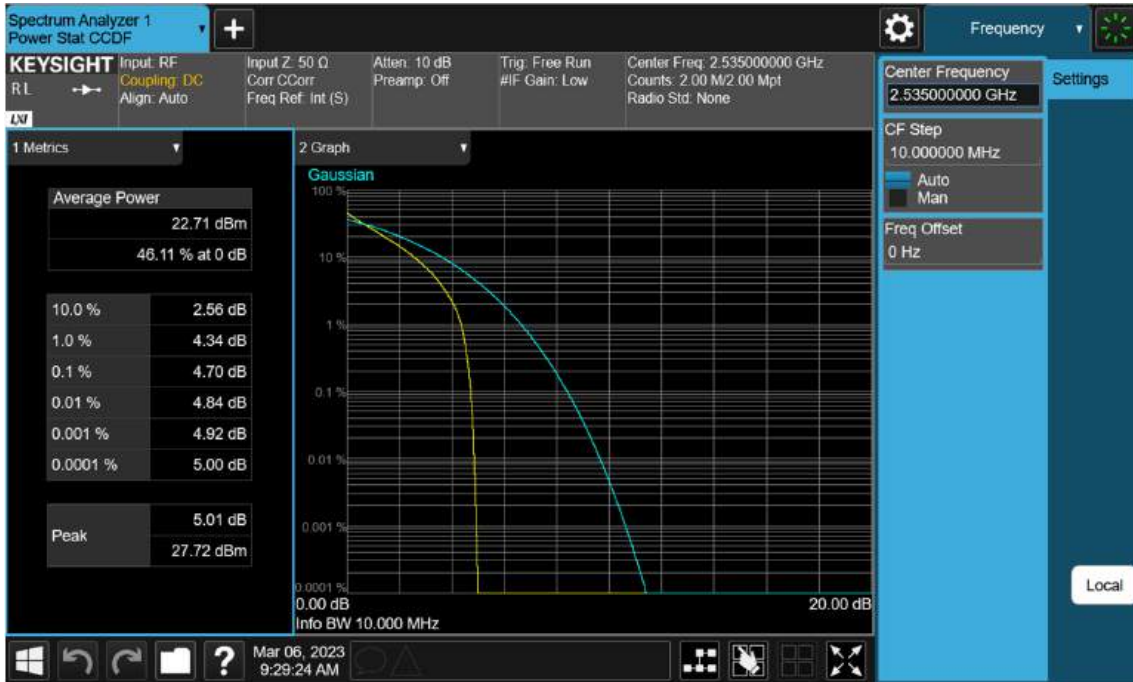 Spectrum Analyzer 1
Power Stat CCDF
+
Frequency
KEYSIGHT
RL
LXI
Input: RF
Coupling: DC
Align: Auto
Input Z: 50 Ω
Corr CCorr
Freq Ref: Int (S)
Atten: 10 dB
Preamp: Off
Trig: Free Run
#IF Gain: Low
Center Freq: 2.535000000 GHz
Counts: 2.00 M/2.00 Mpt
Radio Std: None
Center Frequency
2.535000000 GHz
Settings
CF Step
10.000000 MHz
Auto
Man
Freq Offset
0 Hz
Local
1 Metrics
Average Power
22.71 dBm
46.11 % at 0 dB
10.0 % 2.56 dB
1.0 % 4.34 dB
0.1 % 4.70 dB
0.01 % 4.84 dB
0.001 % 4.92 dB
0.0001 % 5.00 dB
Peak
5.01 dB
27.72 dBm
2 Graph
Gaussian
100 %
10 %
1 %
0.1 %
0.01 %
0.001 %
0.0001 %
0.00 dB 20.00 dB
Info BW 10.000 MHz
?
Mar 06, 2023
9:29:24 AM